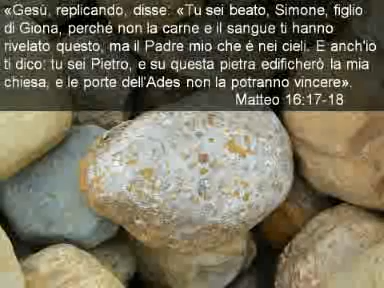 «Gesù, replicando, disse: «Tu sei beato, Simone, figlio
di Giona, perché non la carne e il sangue ti hanno
rivelato questo, ma il Padre mio che è nei cieli. E anch'io
ti dico: tu sei Pietro, e su questa pietra edificherò la mia
chiesa, e le porte dell'Ades non la potranno vincere».
Matteo 16:17-18